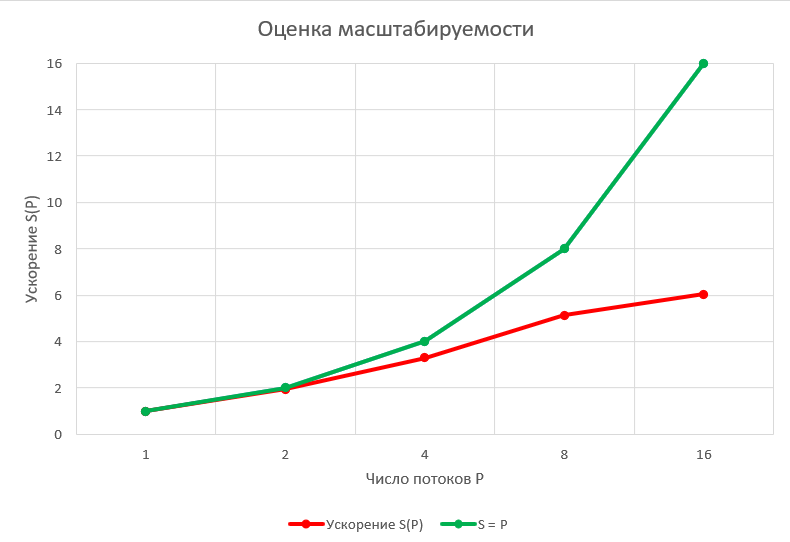 Оценка масштабируемости
Ускорение S(P)
16
14
12
10
8
6
4
2
0
1 2 4 8 16
Число потоков P
Ускорение S(P) S = P